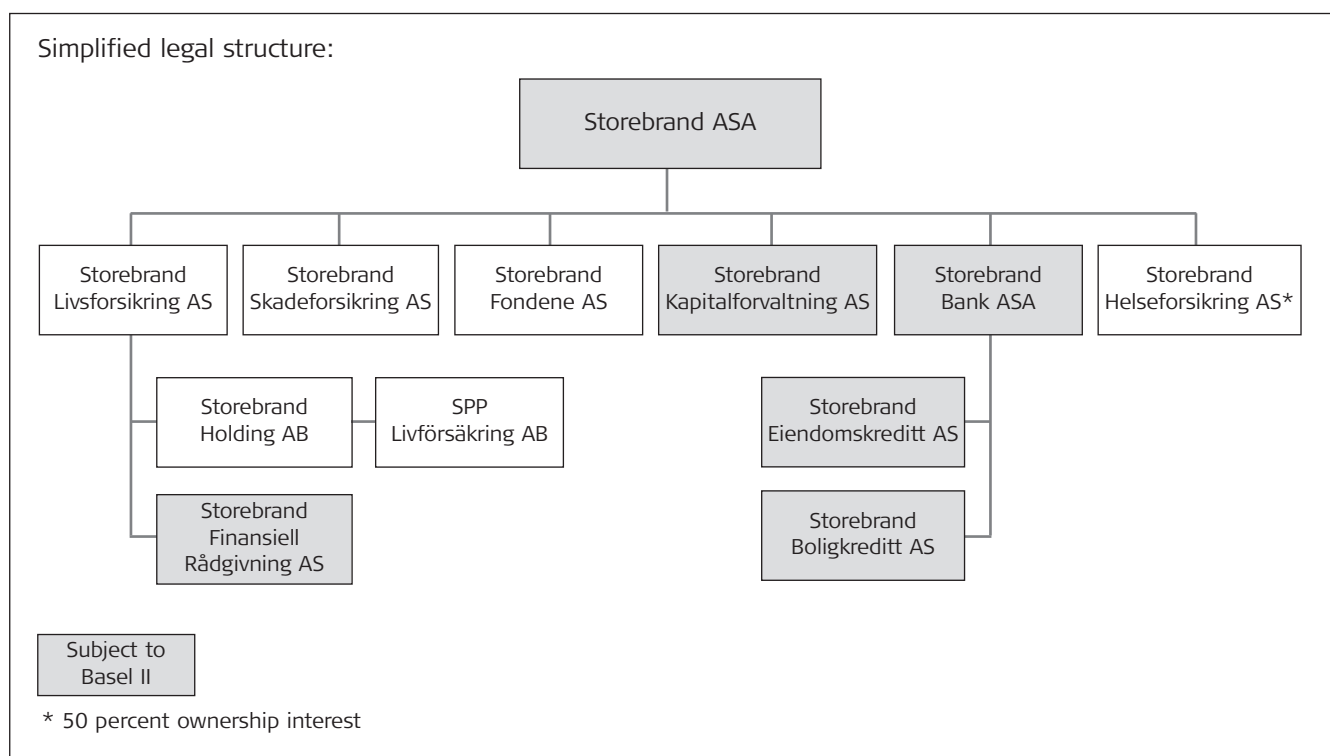 Simplified legal structure:
Storebrand ASA
Storebrand
Livsforsikring AS
Storebrand
Skadeforsikring AS
Storebrand
Fondene AS
Storebrand
Kapitalforvaltning AS
Storebrand
Bank ASA
Storebrand
Helseforsikring AS*
Storebrand
Holding AB
SPP
Livförsäkring AB
Storebrand
Eiendomskreditt AS
Storebrand
Finansiell
Rådgivning AS
Storebrand
Boligkreditt AS
Subject to
Basel II
* 50 percent ownership interest